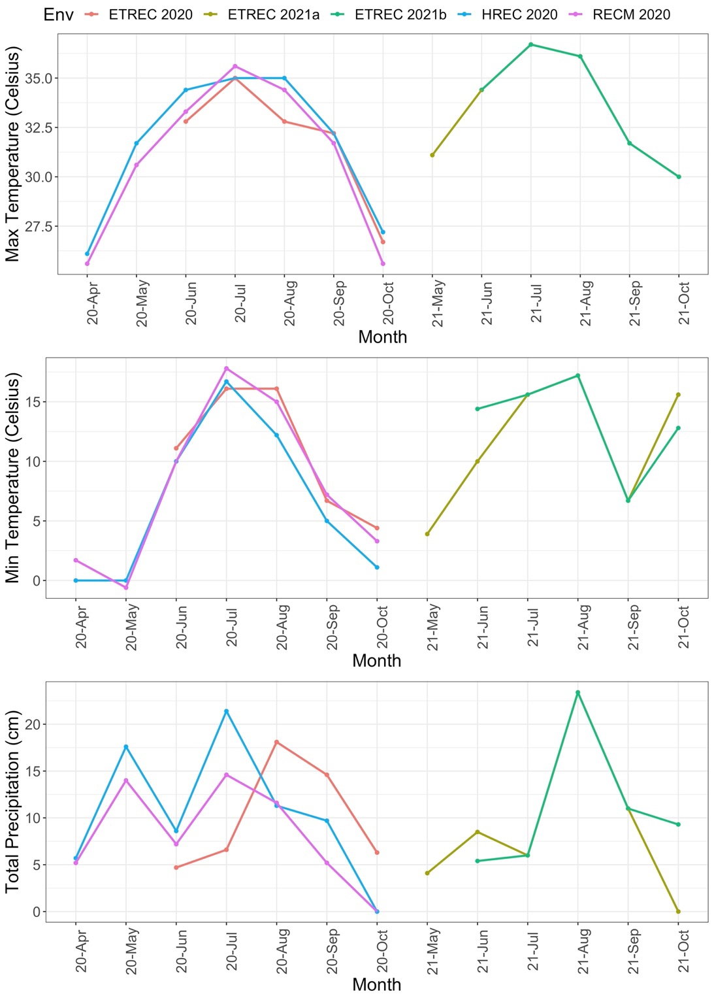 Env ETREC 2020 ETREC 2021a ETREC 2021b HREC 2020 RECM 2020
Max Temperature (Celsius)
35.0
32.5
30.0
27.5
20-Apr 20-May 20-Jun 20-Jul 20-Aug 20-Sep 20-Oct 21-May 21-Jun 21-Jul 21-Aug 21-Sep 21-Oct
Month
Min Temperature (Celsius)
15
10
5
0
20-Apr 20-May 20-Jun 20-Jul 20-Aug 20-Sep 20-Oct 21-May 21-Jun 21-Jul 21-Aug 21-Sep 21-Oct
Month
Total Precipitation (cm)
20
15
10
5
0
20-Apr 20-May 20-Jun 20-Jul 20-Aug 20-Sep 20-Oct 21-May 21-Jun 21-Jul 21-Aug 21-Sep 21-Oct
Month